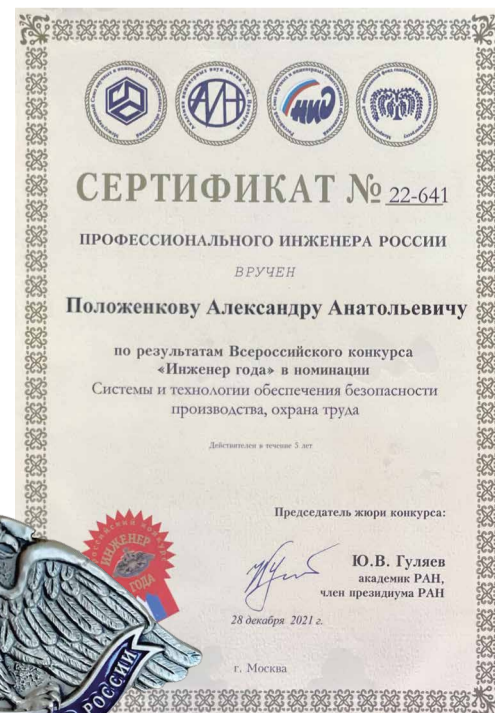 АИН
НИО
СЕРТИФИКАТ № 22-641
ПРОФЕССИОНАЛЬНОГО ИНЖЕНЕРА РОССИИ
ВРУЧЕН
Положенкову Александру Анатольевичу
по результатам Всероссийского конкурса
«Инженер года» в номинации
Системы и технологии обеспечения безопасности
производства, охрана труда
Действителен в течение 5 лет
Председатель жюри конкурса:
ИНЖЕНЕР
ГОДА
Ю.В. Гуляев
академик РАН,
член президиума РАН
28 декабря 2021 г.
г. Москва
РОССИИ